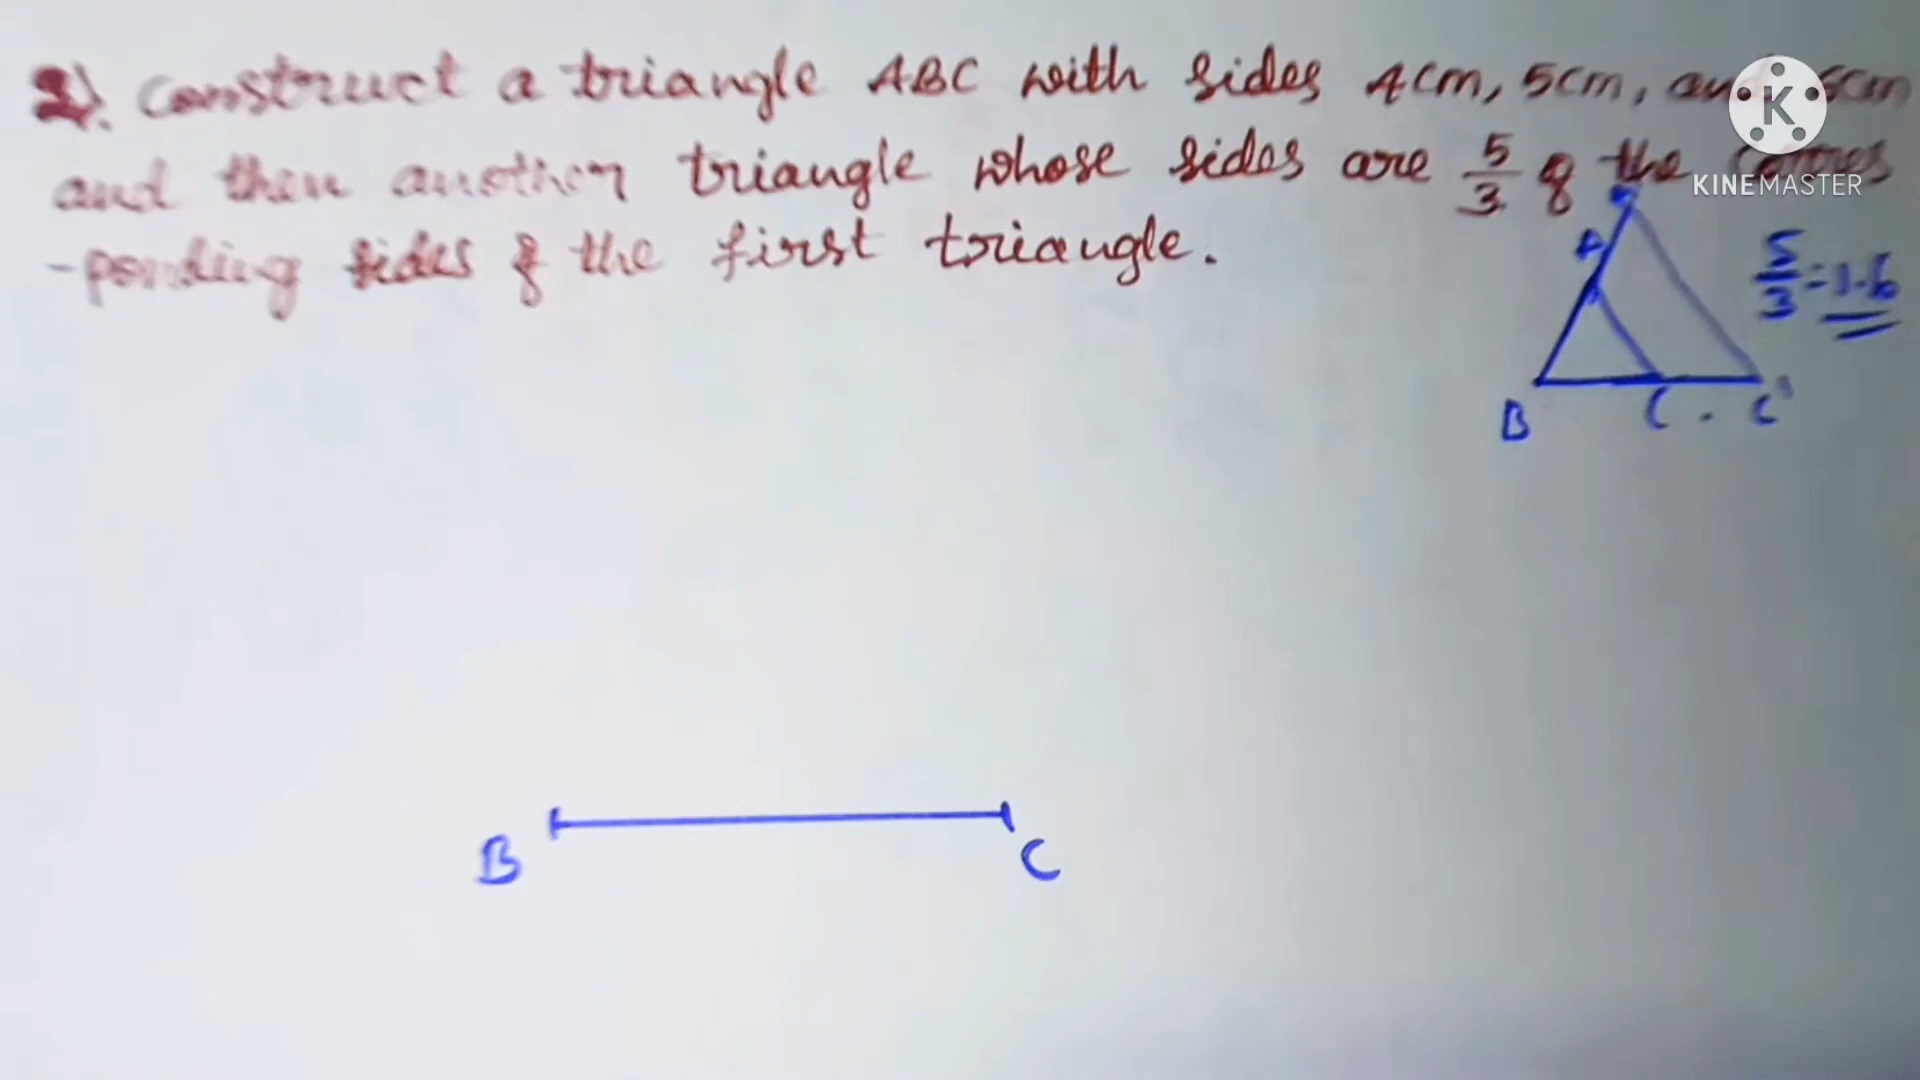 2). Construct a triangle ABC with sides 4cm, 5cm, and 6cm
and then another triangle whose sides are 5/3 of the corres
-ponding sides of the first triangle.
K
KINEMASTER
A
5/3 = 1.6
B C . C'
B C